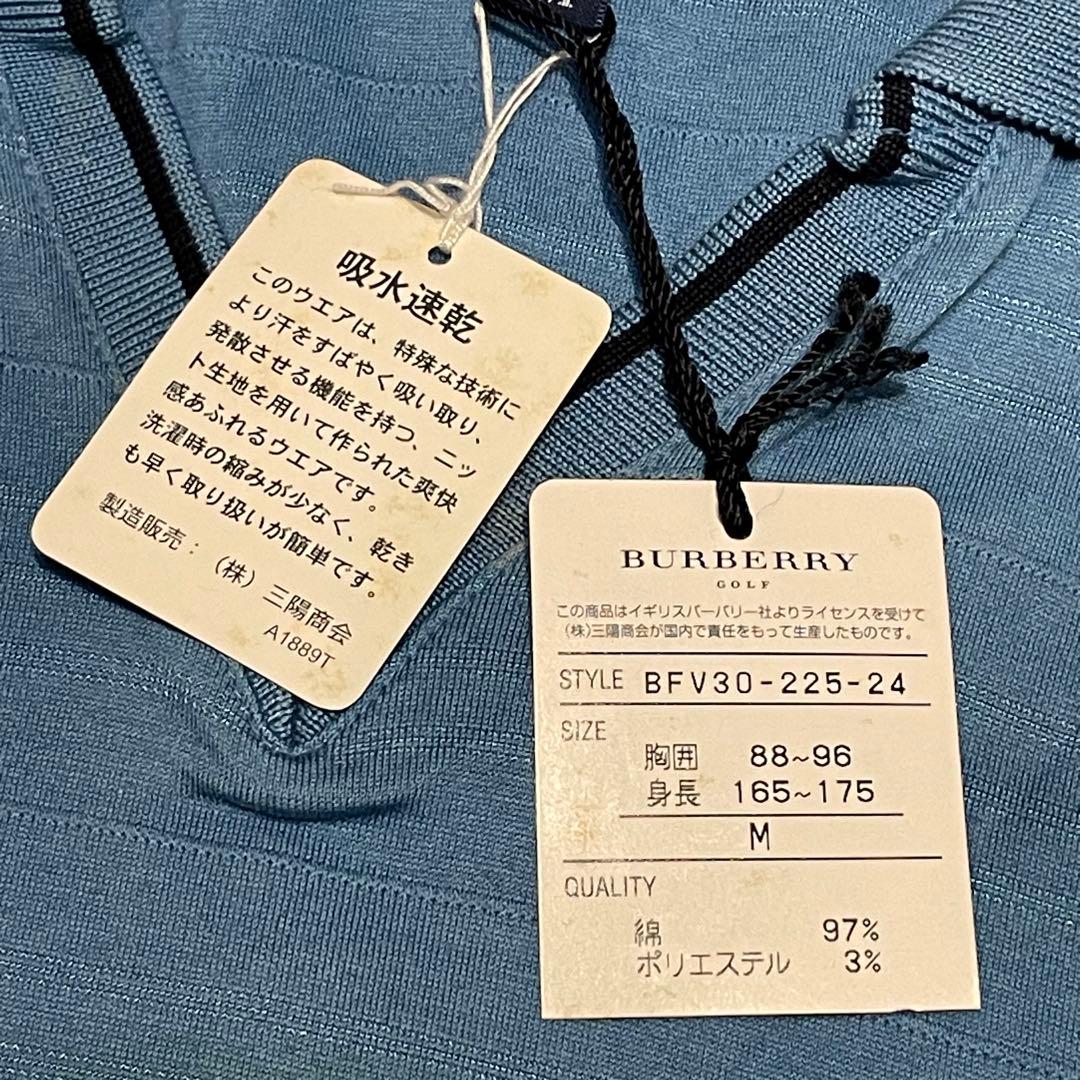 吸水速乾
このウエアは、特殊な技術に
より汗をすばやく吸い取り、
発散させる機能を持つ、ニッ
ト生地を用いて作られた爽快
感あふれるウエアです。
洗濯時の縮みが少なく、乾き
も早く取り扱いが簡単です。
製造販売：（株）三陽商会
A1889T
BURBERRY
GOLF
この商品はイギリスバーバリー社よりライセンスを受けて
(株)三陽商会が国内で責任をもって生産したものです。
STYLE BFV30-225-24
SIZE
胸囲 88~96
身長 165~175
M
QUALITY
綿 97%
ポリエステル 3%